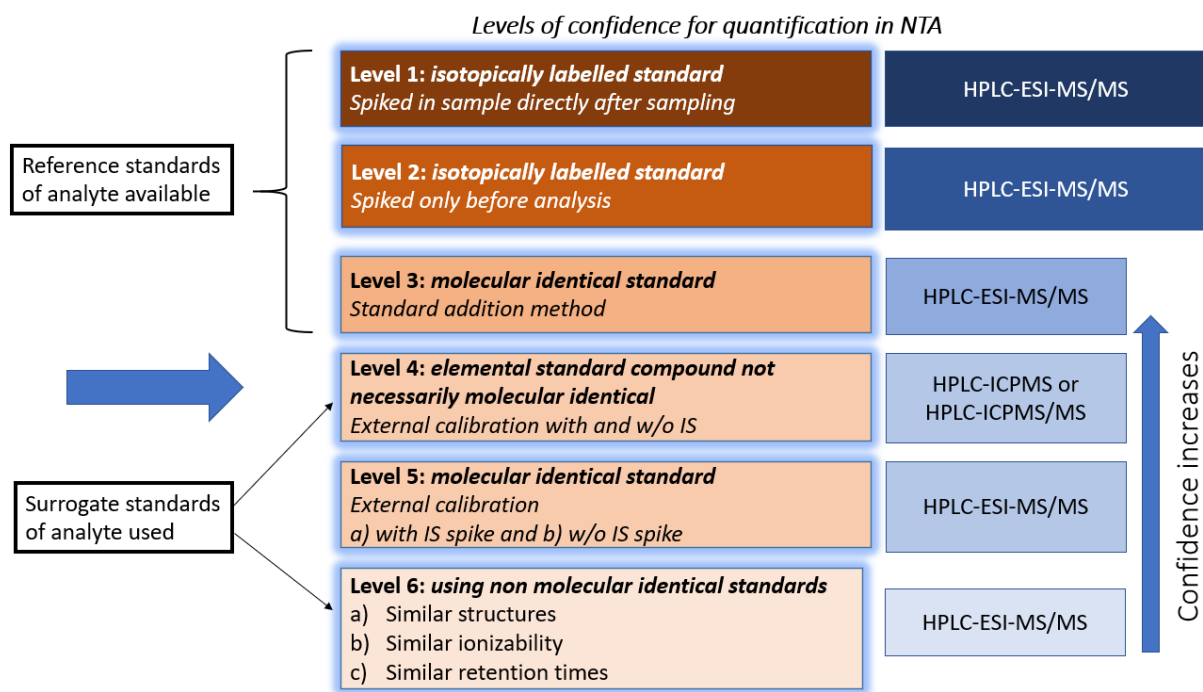 Levels of confidence for quantification in NTA
Level 1: isotopically labelled standard
Spiked in sample directly after sampling
HPLC-ESI-MS/MS
Reference standards
of analyte available
Level 2: isotopically labelled standard
Spiked only before analysis
HPLC-ESI-MS/MS
Level 3: molecular identical standard
Standard addition method
HPLC-ESI-MS/MS
Level 4: elemental standard compound not
necessarily molecular identical
External calibration with and w/o IS
HPLC-ICPMS or
HPLC-ICPMS/MS
Surrogate standards
of analyte used
Level 5: molecular identical standard
External calibration
a) with IS spike and b) w/o IS spike
HPLC-ESI-MS/MS
Level 6: using non molecular identical standards
a) Similar structures
b) Similar ionizability
c) Similar retention times
HPLC-ESI-MS/MS
Confidence increases